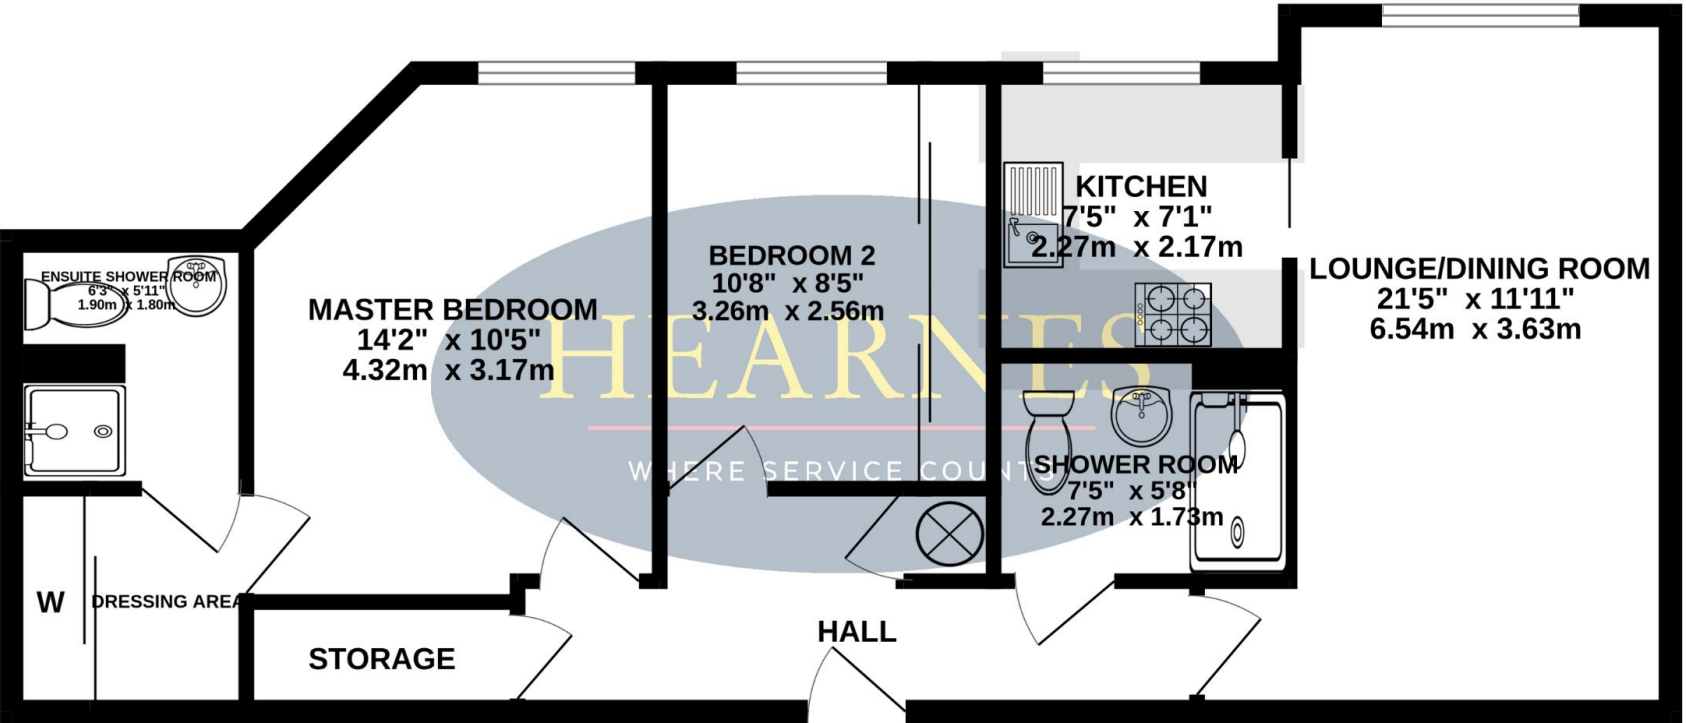 ENSUITE SHOWER ROOM
6'3" x 5'11"
1.90m x 1.80m
MASTER BEDROOM
14'2" x 10'5"
4.32m x 3.17m
BEDROOM 2
10'8" x 8'5"
3.26m x 2.56m
KITCHEN
7'5" x 7'1"
2.27m x 2.17m
LOUNGE/DINING ROOM
21'5" x 11'11"
6.54m x 3.63m
HEARNES
WHERE SERVICE COUNTS
SHOWER ROOM
7'5" x 5'8"
2.27m x 1.73m
W
DRESSING AREA
STORAGE
HALL